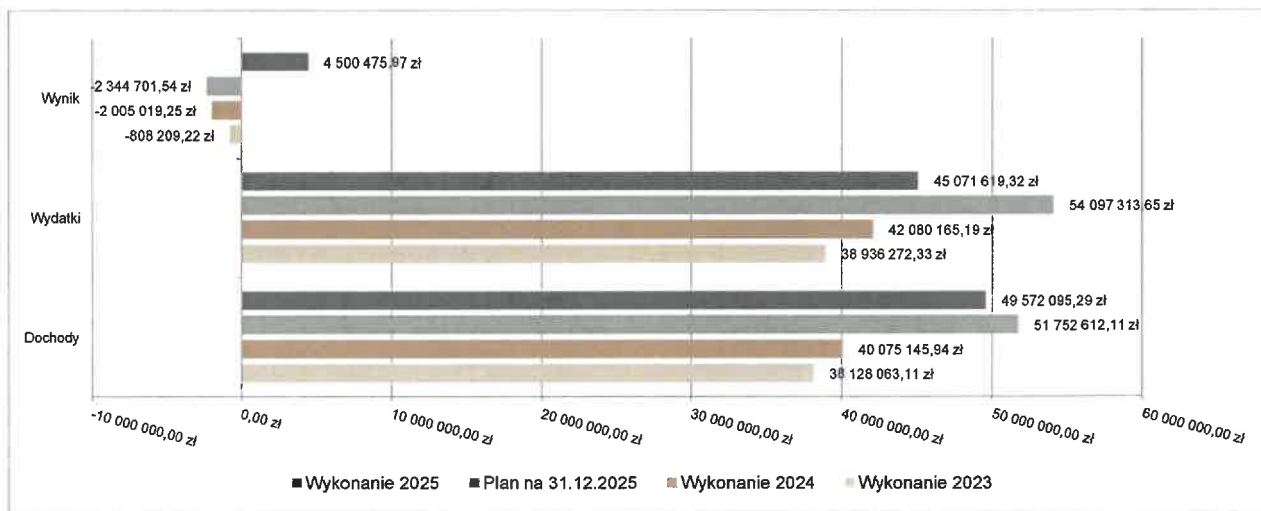 4 500 475,97 zł
-2 344 701,54 zł
Wynik
-2 005 019,25 zł
-808 209,22 zł
45 071 619,32 zł
54 097 313,65 zł
Wydatki
42 080 165,19 zł
38 936 272,33 zł
49 572 095,29 zł
51 752 612,11 zł
Dochody
40 075 145,94 zł
38 128 063,11 zł
-10 000 000,00 zł 0,00 zł 10 000 000,00 zł 20 000 000,00 zł 30 000 000,00 zł 40 000 000,00 zł 50 000 000,00 zł 60 000 000,00 zł
Wykonanie 2025 Plan na 31.12.2025 Wykonanie 2024 Wykonanie 2023